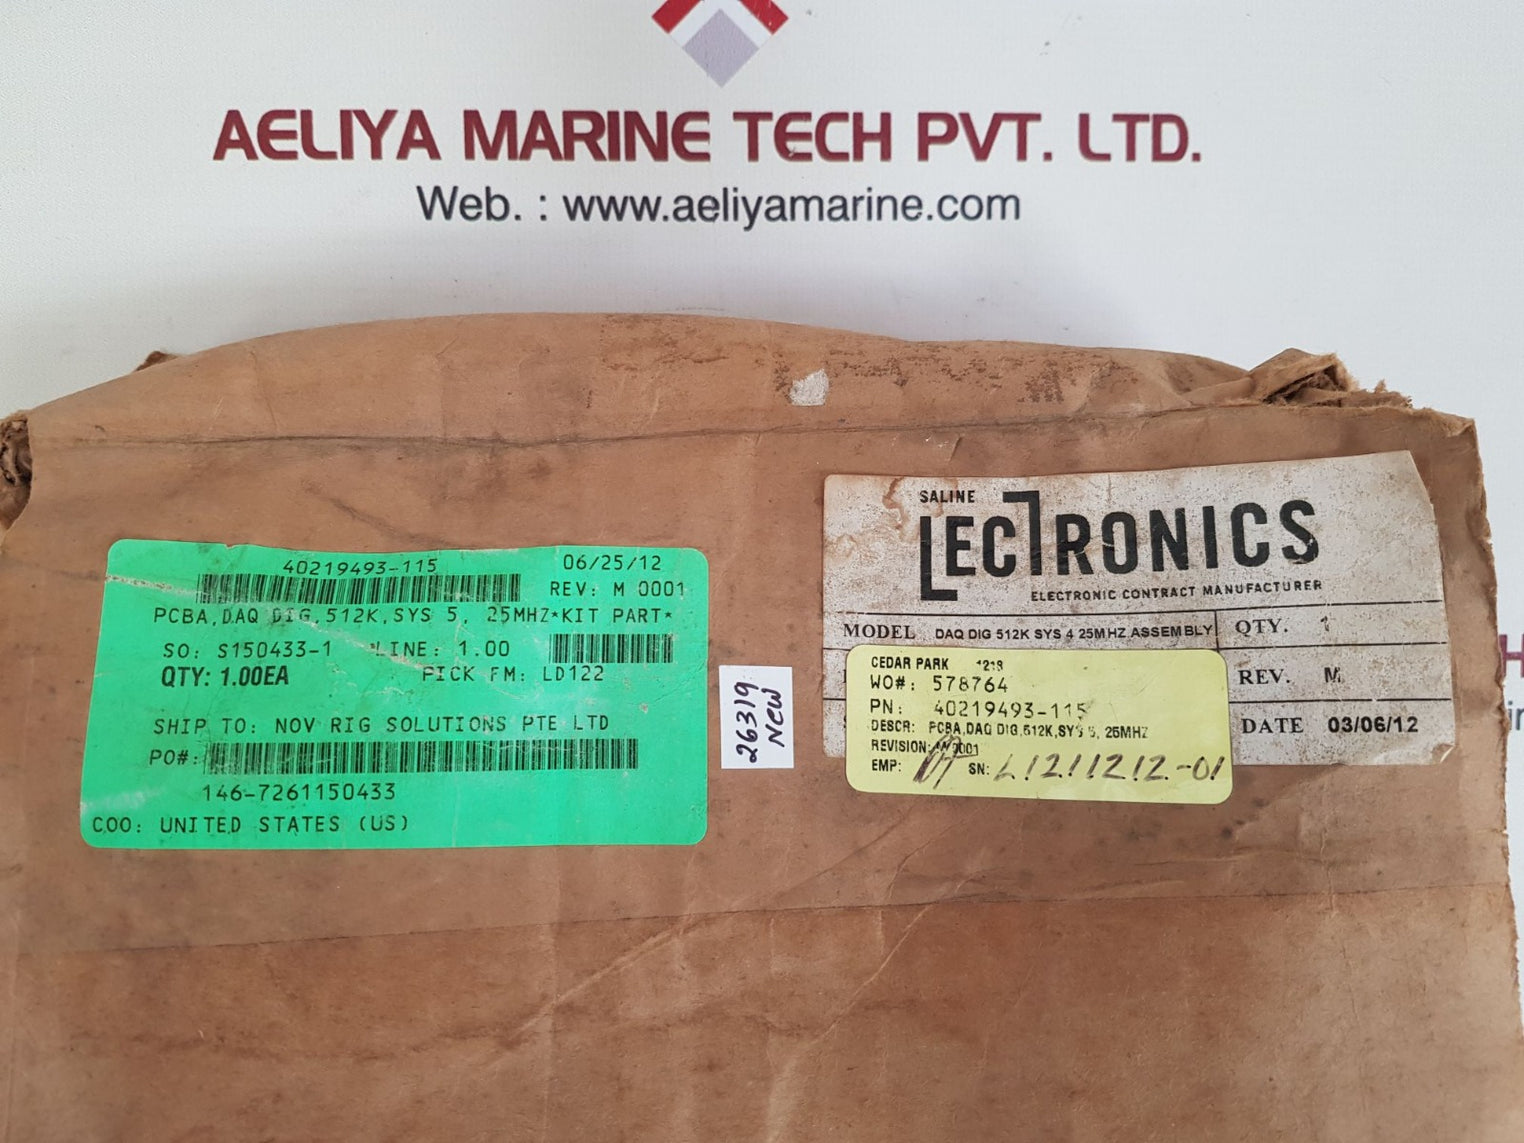 AELIYA MARINE TECH PVT. LTD.
Web. : www.aeliyamarine.com
40219493-115
06/25/12
REV: M 0001
PCBA,DAQ DIG,512K,SYS 5, 25MHZ*KIT PART*
SO: S150433-1 LINE: 1.00
QTY: 1.00EA PICK FM: LD122
SHIP TO: NOV RIG SOLUTIONS PTE LTD
PO#:
146-7261150433
COO: UNITED STATES (US)
26319
NEW
SALINE
LECTRONICS
ELECTRONIC CONTRACT MANUFACTURER
MODEL DAQ DIG 512K SYS 4 25MHZ ASSEMBLY QTY. 1
REV. M
DATE 03/06/12
CEDAR PARK 1218
WO#: 578764
PN: 40219493-115
DESCR: PCBA,DAQ DIG,512K,SYS 5, 25MHZ
REVISION: M 0001
EMP: SN: L1211212-01